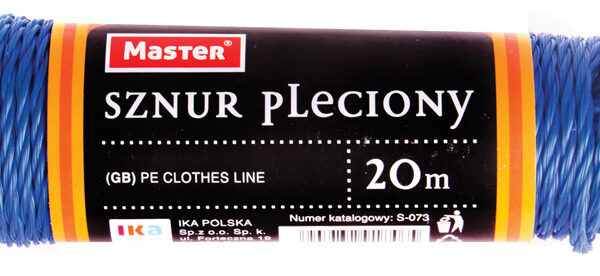 MASTER®
SZNUR PLECIONY
(GB) PE CLOTHES LINE
20m
Numer katalogowy: S-073
IKA
IKA POLSKA
Sp.z o.o. Sp. k.
ul. Forteczna 19